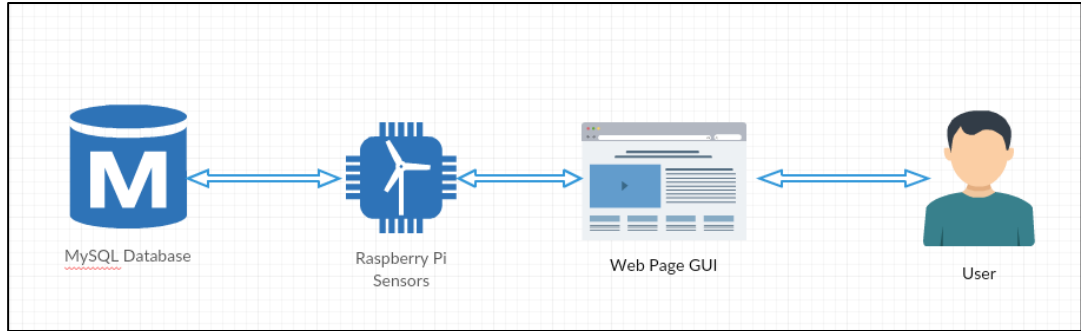 M
MySQL Database
Raspberry Pi
Sensors
Web Page GUI
User